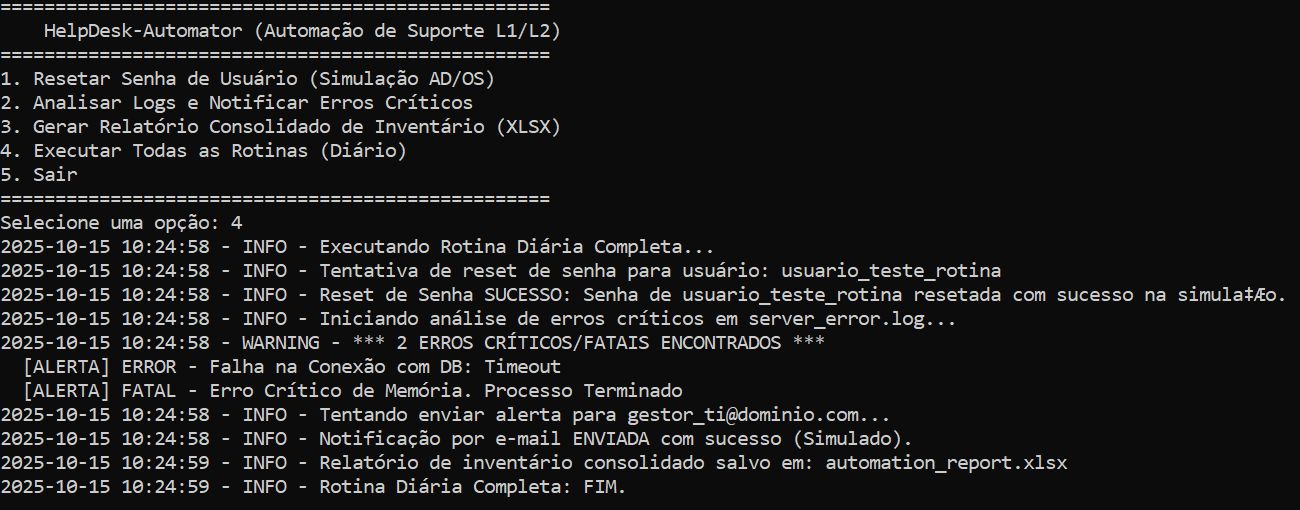 ==================================================
    HelpDesk-Automator (Automação de Suporte L1/L2)
==================================================
1. Resetar Senha de Usuário (Simulação AD/OS)
2. Analisar Logs e Notificar Erros Críticos
3. Gerar Relatório Consolidado de Inventário (XLSX)
4. Executar Todas as Rotinas (Diário)
5. Sair
==================================================
Selecione uma opção: 4
2025-10-15 10:24:58 - INFO - Executando Rotina Diária Completa...
2025-10-15 10:24:58 - INFO - Tentativa de reset de senha para usuário: usuario_teste_rotina
2025-10-15 10:24:58 - INFO - Reset de Senha SUCESSO: Senha de usuario_teste_rotina resetada com sucesso na simula‡Æo.
2025-10-15 10:24:58 - INFO - Iniciando análise de erros críticos em server_error.log...
2025-10-15 10:24:58 - WARNING - *** 2 ERROS CRÍTICOS/FATAIS ENCONTRADOS ***
  [ALERTA] ERROR - Falha na Conexão com DB: Timeout
  [ALERTA] FATAL - Erro Crítico de Memória. Processo Terminado
2025-10-15 10:24:58 - INFO - Tentando enviar alerta para gestor_ti@dominio.com...
2025-10-15 10:24:58 - INFO - Notificação por e-mail ENVIADA com sucesso (Simulado).
2025-10-15 10:24:59 - INFO - Relatório de inventário consolidado salvo em: automation_report.xlsx
2025-10-15 10:24:59 - INFO - Rotina Diária Completa: FIM.